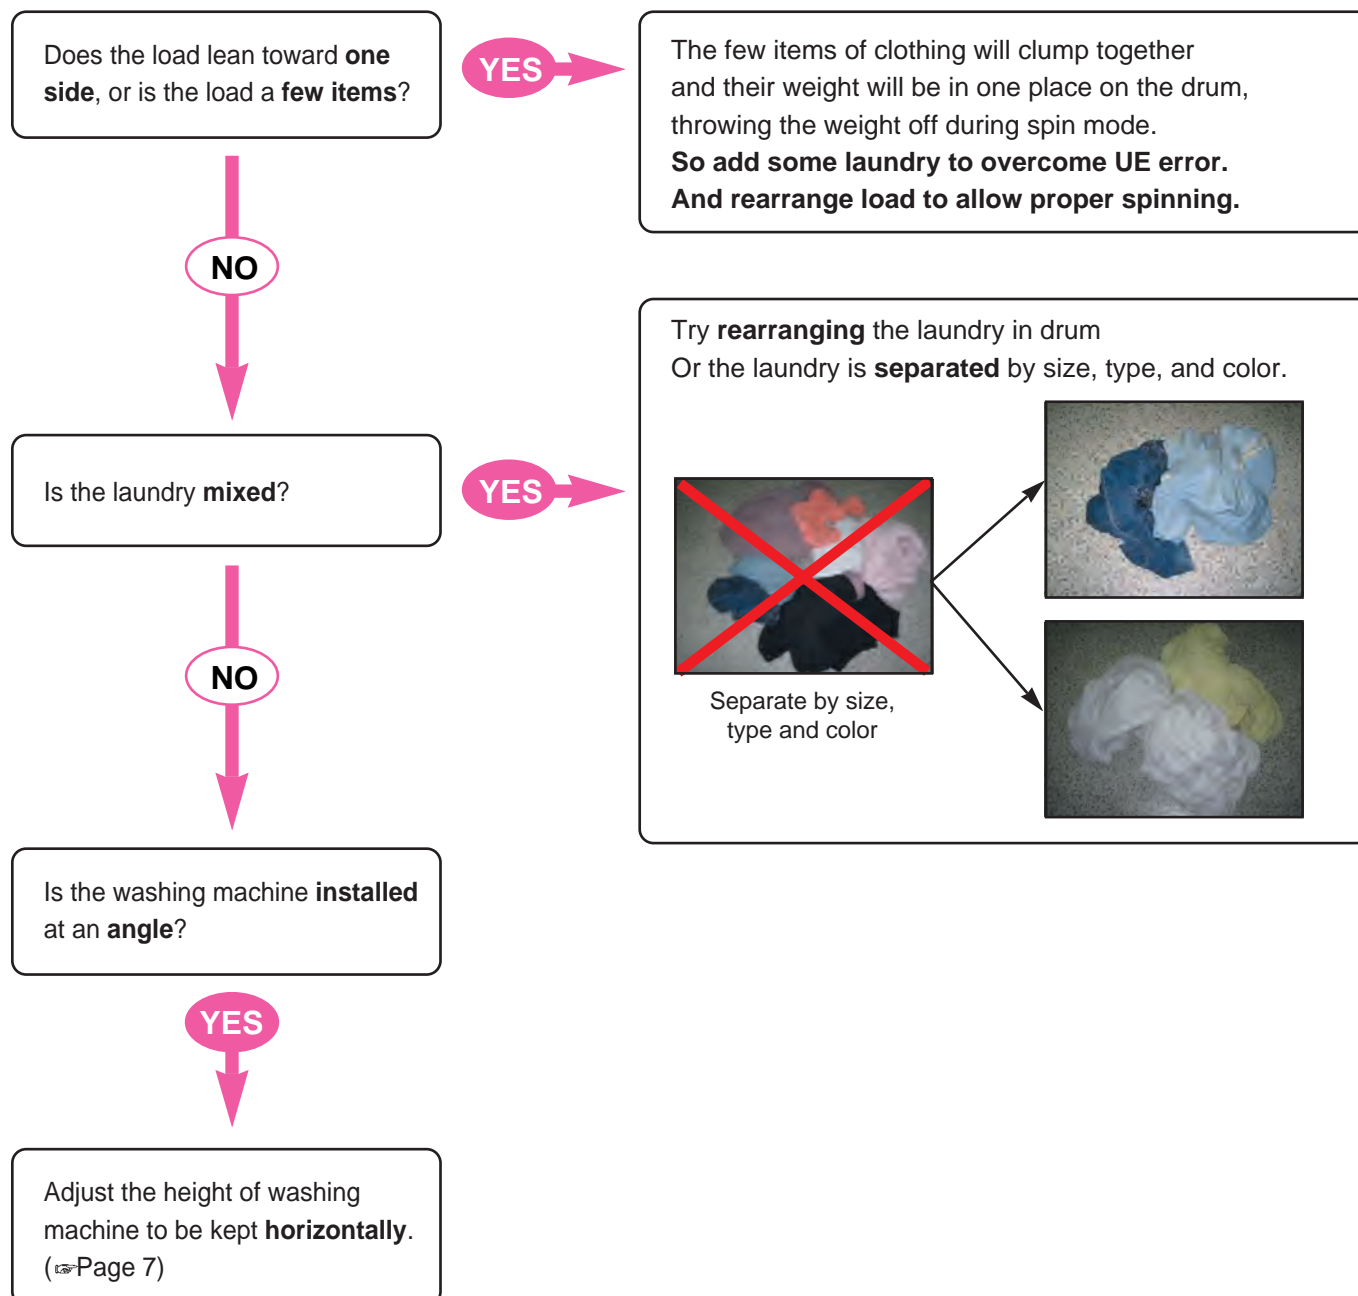 Does the load lean toward one
side, or is the load a few items?
YES
The few items of clothing will clump together
and their weight will be in one place on the drum,
throwing the weight off during spin mode.
So add some laundry to overcome UE error.
And rearrange load to allow proper spinning.
NO
Is the laundry mixed?
YES
Try rearranging the laundry in drum
Or the laundry is separated by size, type, and color.
Separate by size,
type and color
NO
Is the washing machine installed
at an angle?
YES
Adjust the height of washing
machine to be kept horizontally.
(☞Page 7)